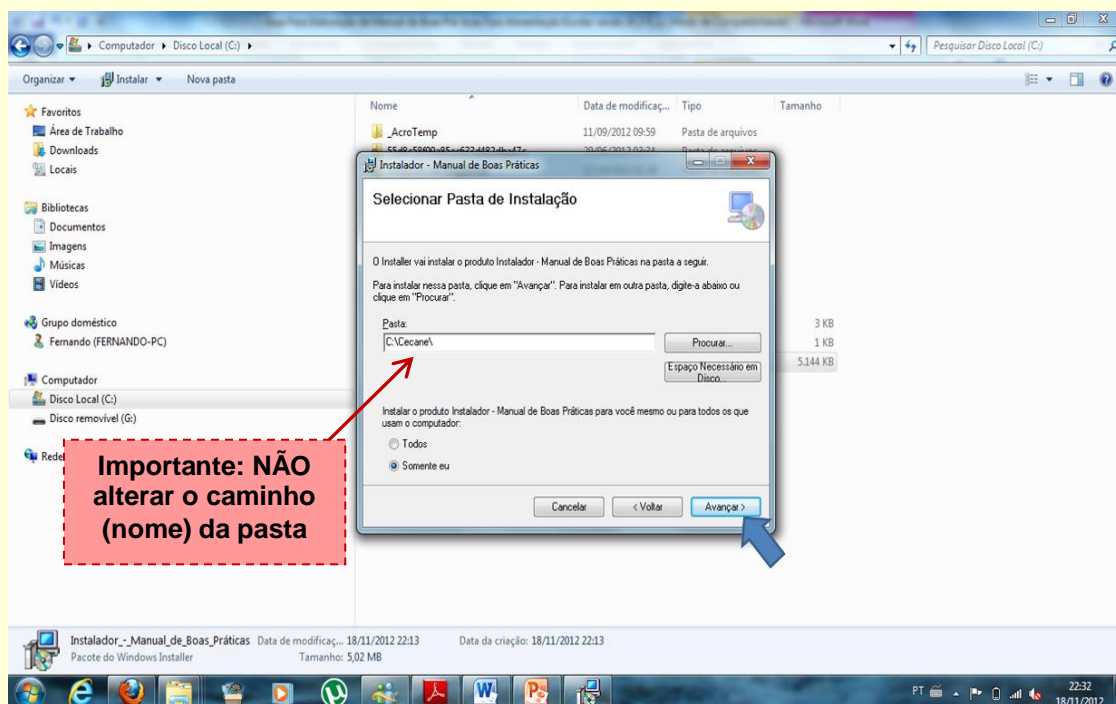 Computador ▸ Disco Local (C:) ▸
Pesquisar Disco Local (C:)
Organizar ▾ Instalar ▾ Nova pasta
Nome Data de modificaç... Tipo Tamanho
Favoritos
Área de Trabalho
Downloads
Locais
Bibliotecas
Documentos
Imagens
Músicas
Vídeos
Grupo doméstico
Fernando (FERNANDO-PC)
Computador
Disco Local (C:)
Disco removível (G:)
_AcroTemp 11/09/2012 09:59 Pasta de arquivos
3 KB
1 KB
5.144 KB
Instalador - Manual de Boas Práticas
Selecionar Pasta de Instalação
O Installer vai instalar o produto Instalador - Manual de Boas Práticas na pasta a seguir.
Para instalar nessa pasta, clique em "Avançar". Para instalar em outra pasta, digite-a abaixo ou
clique em "Procurar".
Pasta:
C:\Cecane\
Procurar...
Espaço Necessário em
Disco...
Instalar o produto Instalador - Manual de Boas Práticas para você mesmo ou para todos os que
usam o computador:
Todos
Somente eu
Cancelar < Voltar Avançar >
Importante: NÃO
alterar o caminho
(nome) da pasta
Instalador_-_Manual_de_Boas_Práticas Data de modificaç... 18/11/2012 22:13 Data da criação: 18/11/2012 22:13
Pacote do Windows Installer Tamanho: 5,02 MB
PT 22:32
18/11/2012